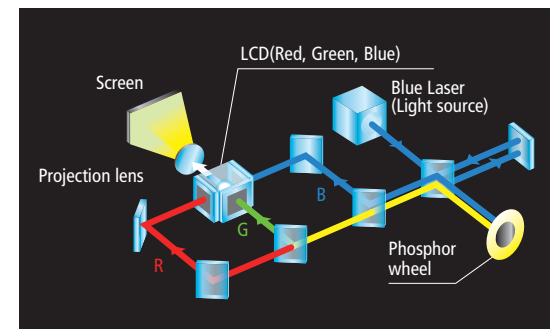 LCD(Red, Green, Blue)
Screen
Blue Laser
(Light source)
Projection lens
B
G
R
Phosphor
wheel